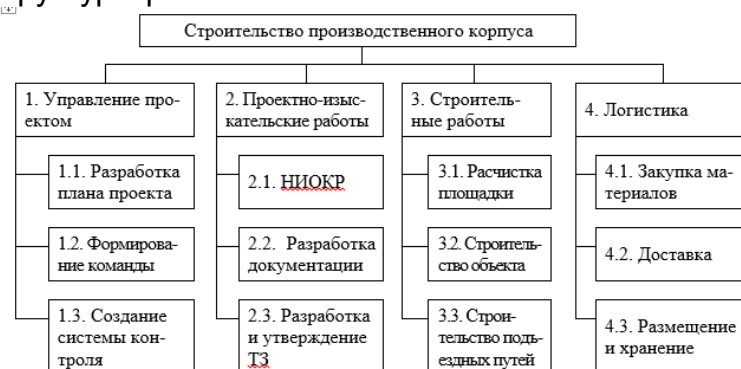 Строительство производственного корпуса
1. Управление про-
ектом
2. Проектно-изыс-
кательские работы
3. Строитель-
ные работы
4. Логистика
1.1. Разработка
плана проекта
2.1. НИОКР
3.1. Расчистка
площадки
4.1. Закупка ма-
териалов
1.2. Формирова-
ние команды
2.2. Разработка
документации
3.2. Строитель-
ство объекта
4.2. Доставка
1.3. Создание
системы кон-
троля
2.3. Разработка
и утверждение
ТЗ
3.3. Строи-
тельство подъ-
ездных путей
4.3. Размещение
и хранение